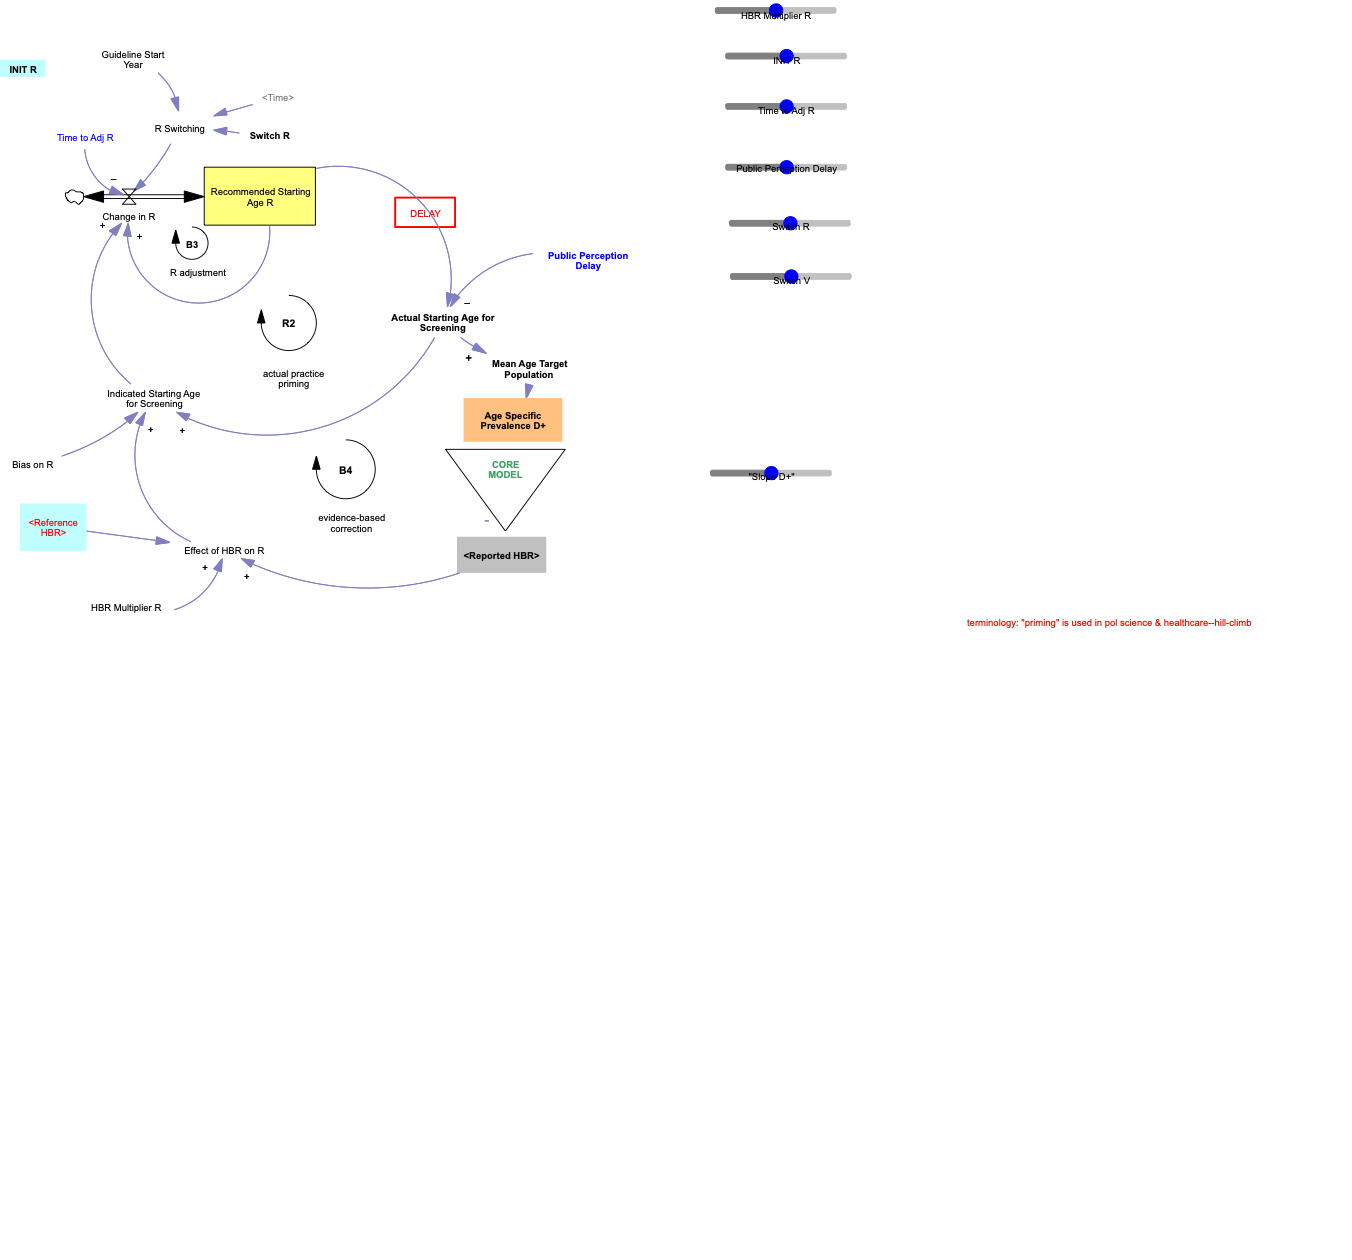 HBR Multiplier R
Guideline Start
Year
INIT R
INIT R
<Time>
Time to Adj R
R Switching
Switch R
Time to Adj R
–
Public Perception Delay
Recommended Starting
Age R
DELAY
Change in R
+
+
B3
Switch R
R adjustment
Public Perception
Delay
Switch V
–
R2
Actual Starting Age for
Screening
+
Mean Age Target
Population
actual practice
priming
Indicated Starting Age
for Screening
+
+
Age Specific
Prevalence D+
Bias on R
B4
CORE
MODEL
"Slope D+"
–
evidence-based
correction
<Reference
HBR>
Effect of HBR on R
+
+
<Reported HBR>
HBR Multiplier R
terminology: "priming" is used in pol science & healthcare--hill-climb